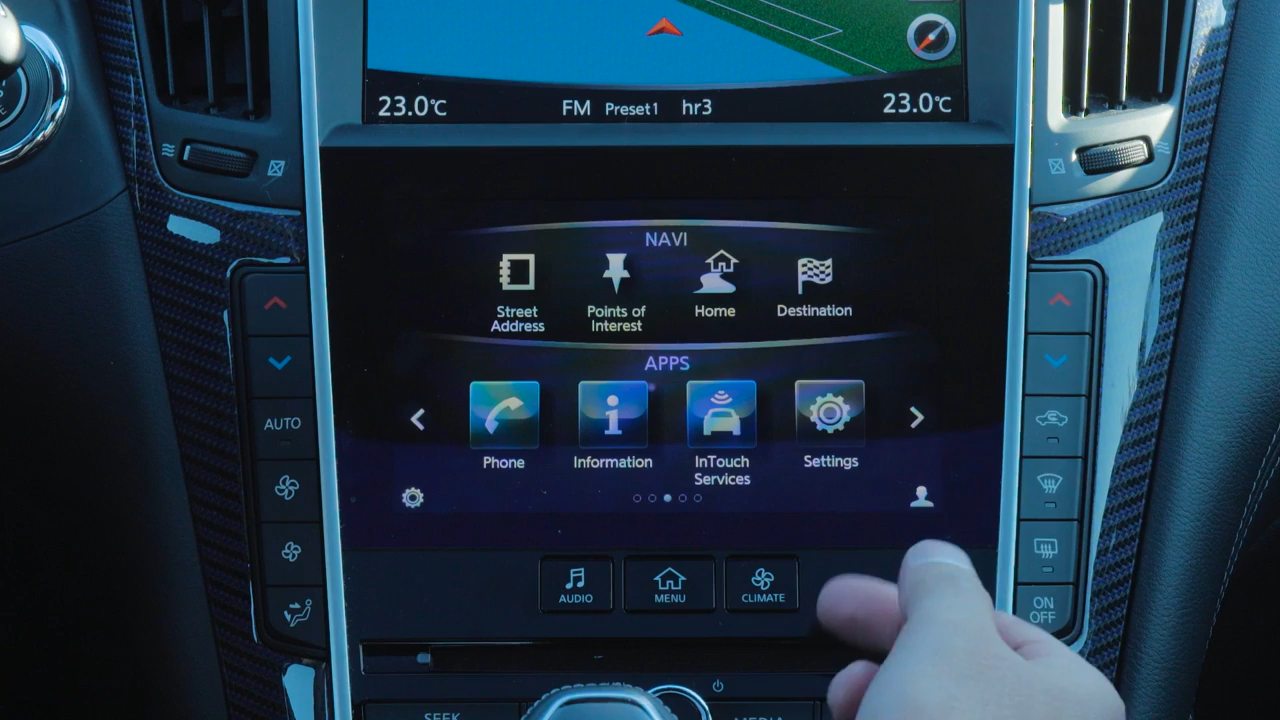 23.0°C FM Preset1 hr3 23.0°C
NAVI
Street Address
Points of Interest
Home
Destination
APPS
Phone
Information
InTouch Services
Settings
AUTO
AUDIO
MENU
CLIMATE
ON
OFF
SEEK
MEDIA